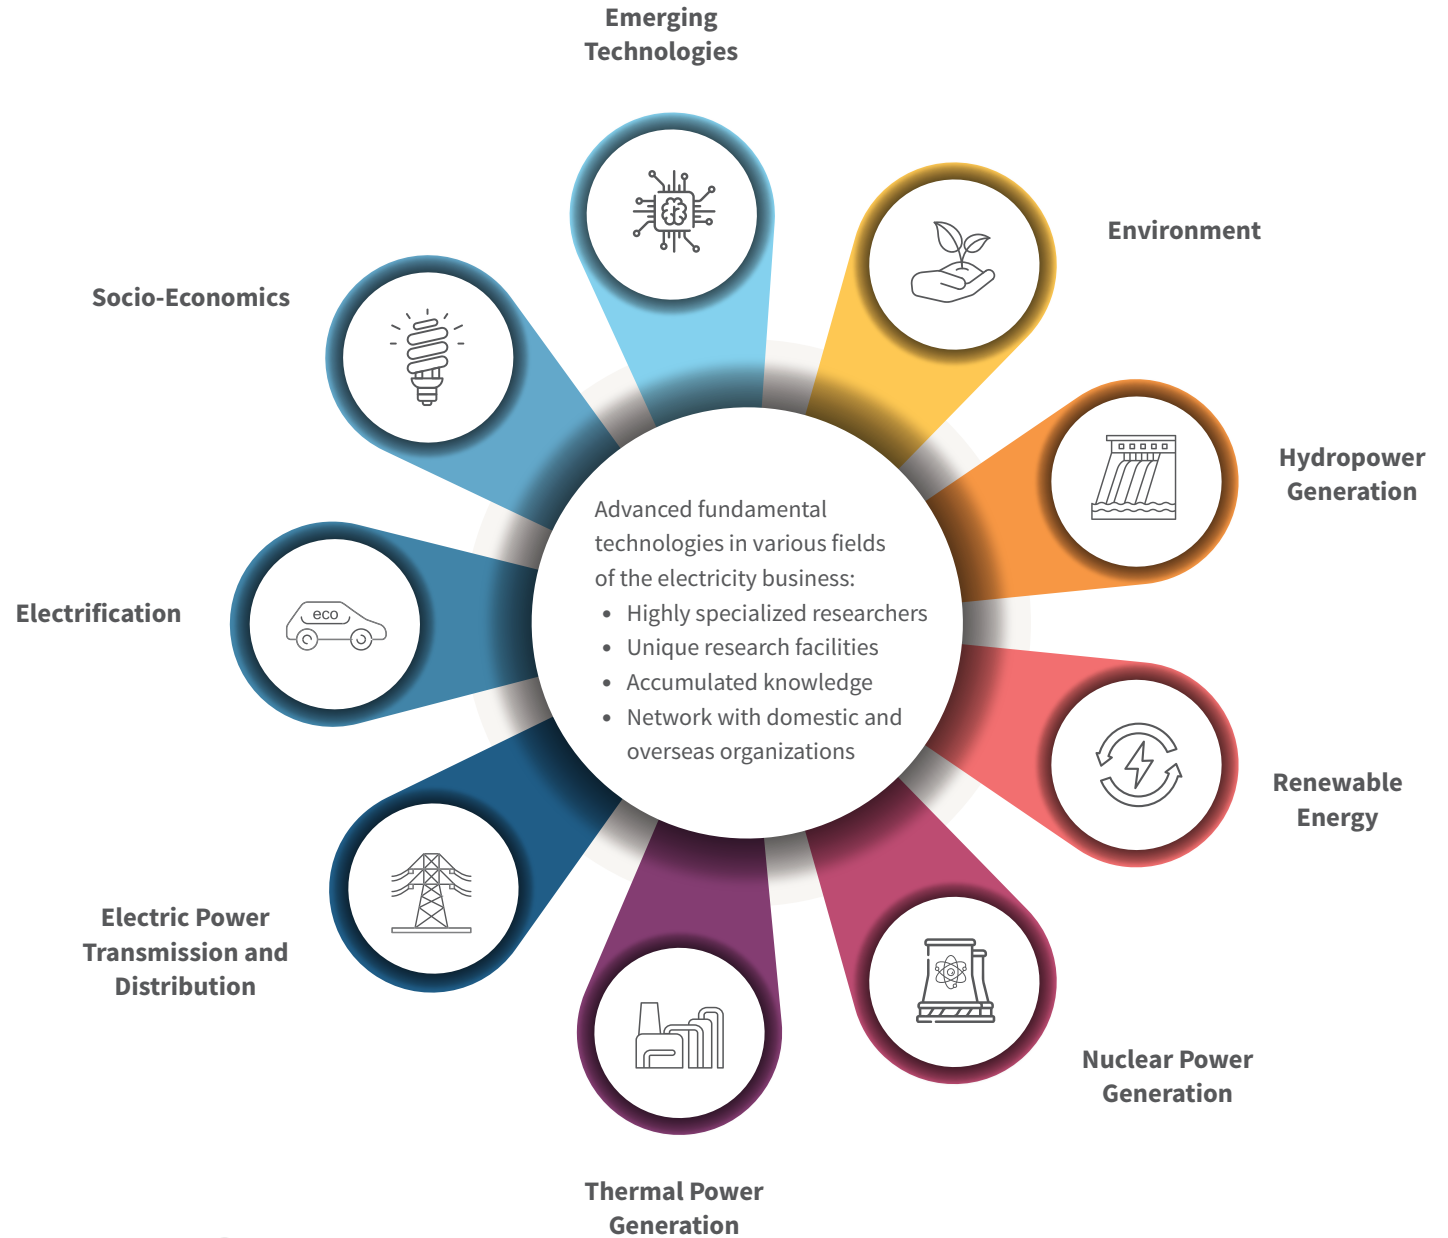 Emerging
Technologies
Environment
Socio-Economics
Hydropower
Generation
Advanced fundamental
technologies in various fields
of the electricity business:
• Highly specialized researchers
• Unique research facilities
• Accumulated knowledge
• Network with domestic and
overseas organizations
Electrification
eco
Renewable
Energy
Electric Power
Transmission and
Distribution
Nuclear Power
Generation
Thermal Power
Generation